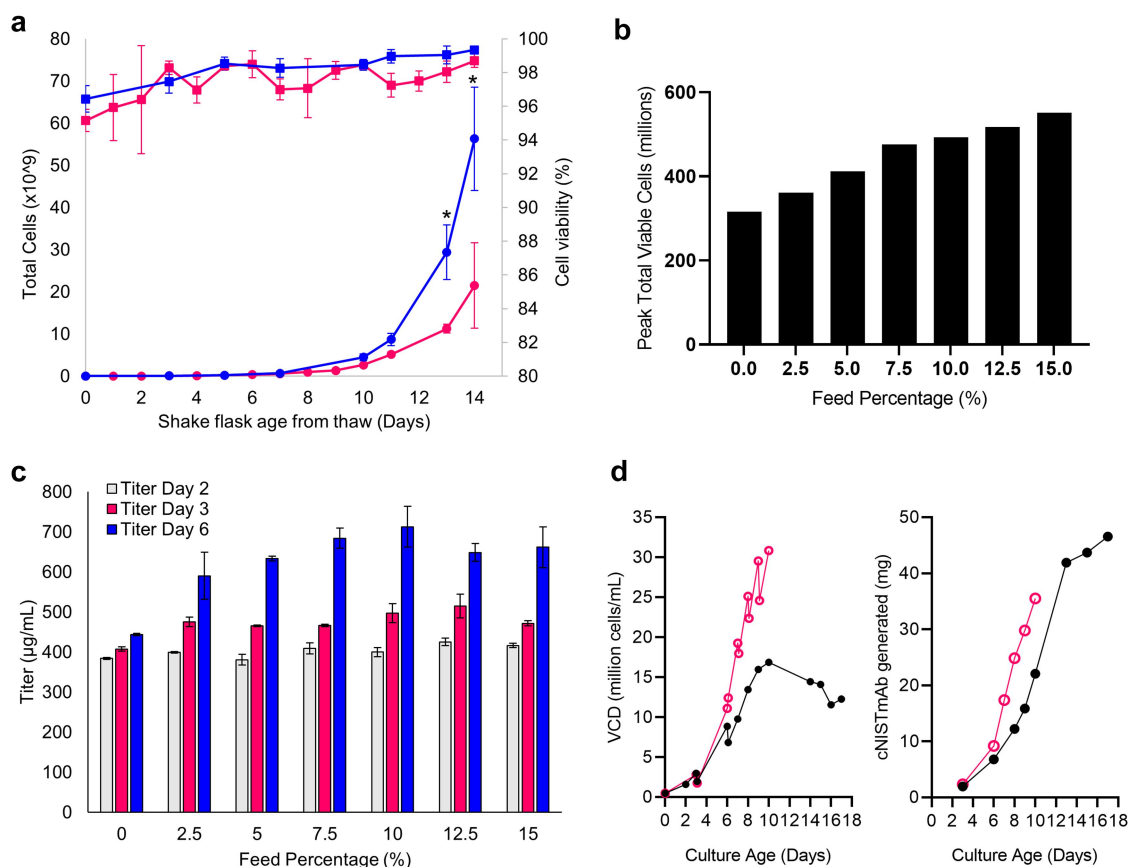 a
Total Cells (x10^9)
80
70
60
50
40
30
20
10
0
0 2 4 6 8 10 12 14
Shake flask age from thaw (Days)
100
98
96
94
92
90
88
86
84
82
80
Cell viability (%)
*
*
b
Peak Total Viable Cells (millions)
600
400
200
0
0.0 2.5 5.0 7.5 10.0 12.5 15.0
Feed Percentage (%)
c
Titer (µg/mL)
800
700
600
500
400
300
200
100
0
Titer Day 2
Titer Day 3
Titer Day 6
0 2.5 5 7.5 10 12.5 15
Feed Percentage (%)
d
VCD (million cells/mL)
35
30
25
20
15
10
5
0
0 2 4 6 8 10 12 14 16 18
Culture Age (Days)
cNISTmAb generated (mg)
50
40
30
20
10
0
0 2 4 6 8 10 12 14 16 18
Culture Age (Days)